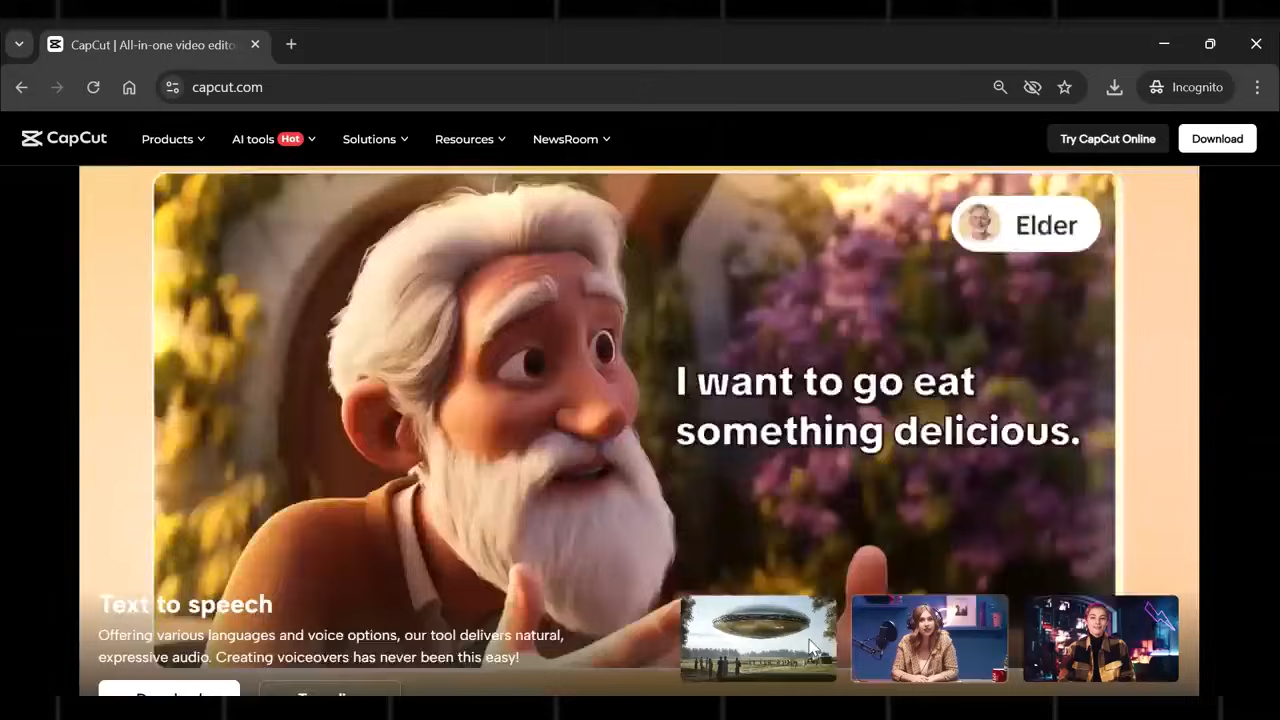 CapCut | All-in-one video edito
capcut.com
Incognito
CapCut
Products
AI tools Hot
Solutions
Resources
NewsRoom
Try CapCut Online
Download
Elder
I want to go eat
something delicious.
Text to speech
Offering various languages and voice options, our tool delivers natural,
expressive audio. Creating voiceovers has never been this easy!